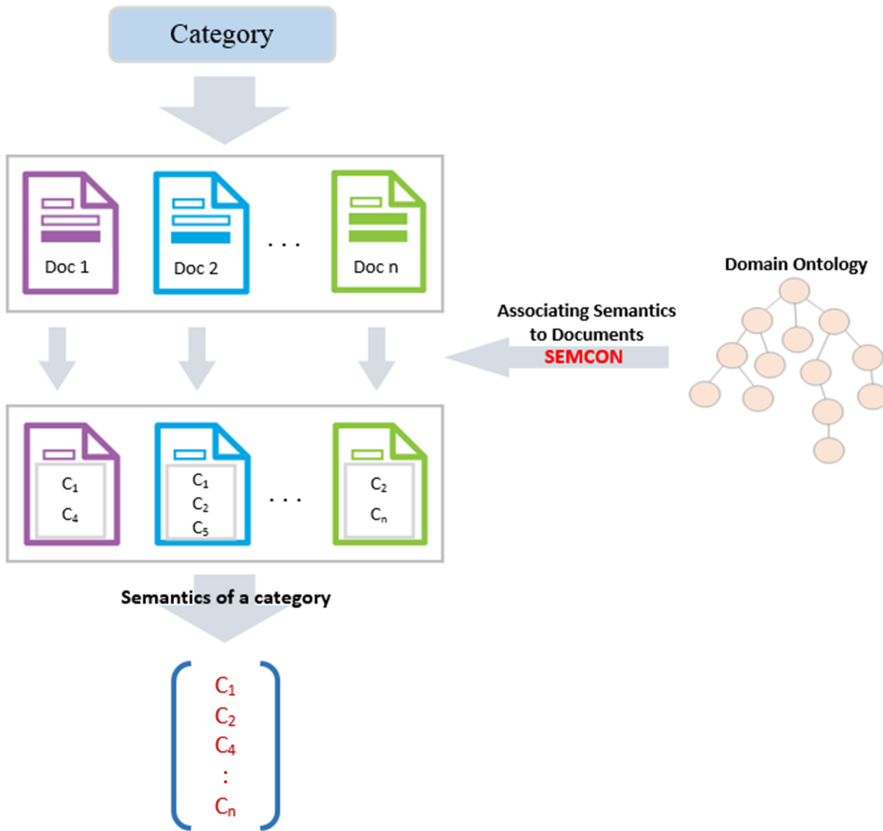 Category
Doc 1
Doc 2
. . .
Doc n
Domain Ontology
Associating Semantics
to Documents
SEMCON
C₁
C₄
C₁
C₂
C₅
. . .
C₂
Cₙ
Semantics of a category
C₁
C₂
C₄
:
Cₙ